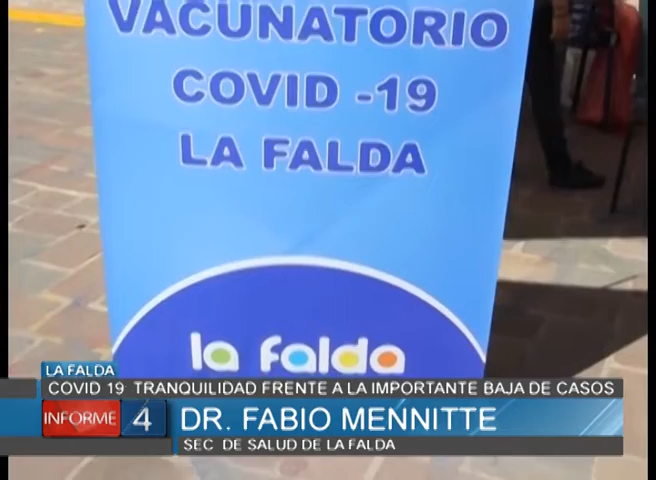 VACUNATORIO
COVID -19
LA FALDA
la falda
LA FALDA
COVID 19 TRANQUILIDAD FRENTE A LA IMPORTANTE BAJA DE CASOS
INFORME 4 DR. FABIO MENNITTE
SEC DE SALUD DE LA FALDA